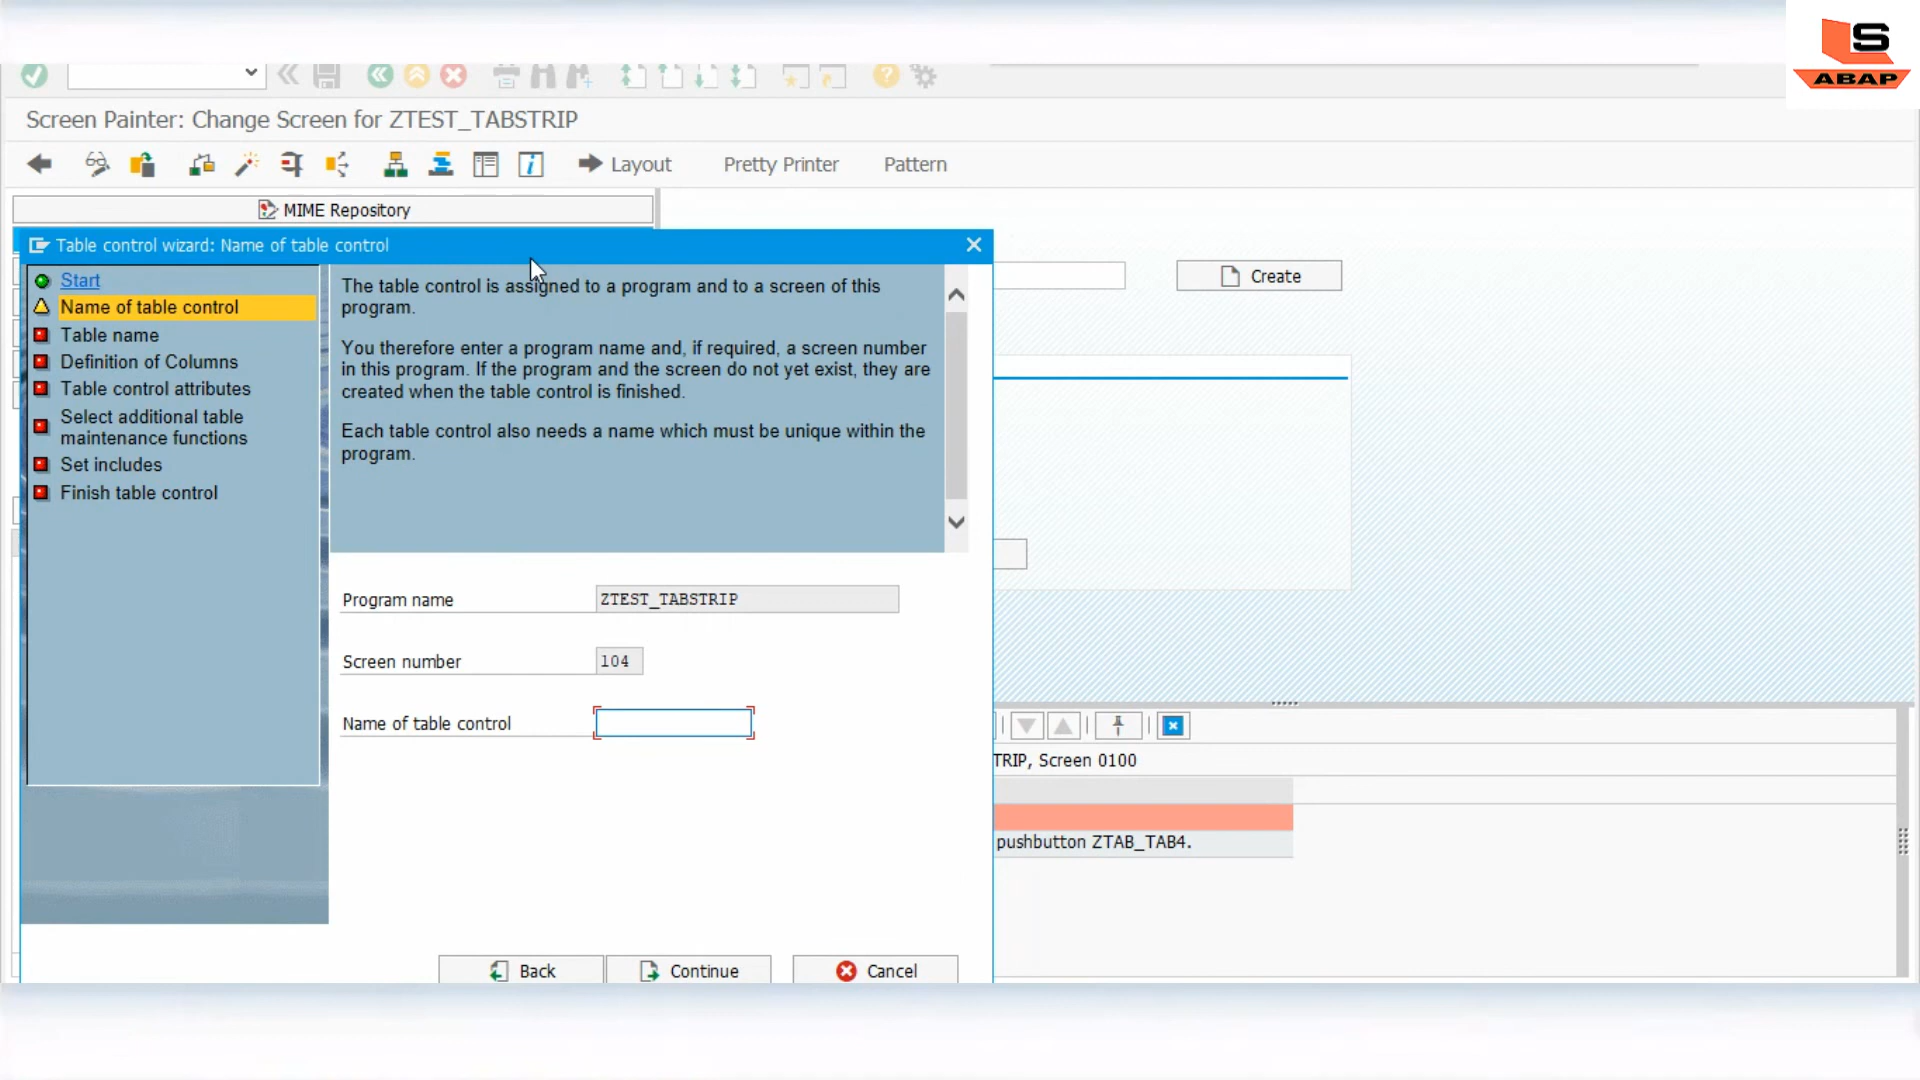 S
ABAP
Screen Painter: Change Screen for ZTEST_TABSTRIP
Layout
Pretty Printer
Pattern
MIME Repository
Table control wizard: Name of table control
Start
Name of table control
Table name
Definition of Columns
Table control attributes
Select additional table
maintenance functions
Set includes
Finish table control
The table control is assigned to a program and to a screen of this
program.
You therefore enter a program name and, if required, a screen number
in this program. If the program and the screen do not yet exist, they are
created when the table control is finished.
Each table control also needs a name which must be unique within the
program.
Program name
ZTEST_TABSTRIP
Screen number
104
Name of table control
Back
Continue
Cancel
Create
TRIP, Screen 0100
pushbutton ZTAB_TAB4.